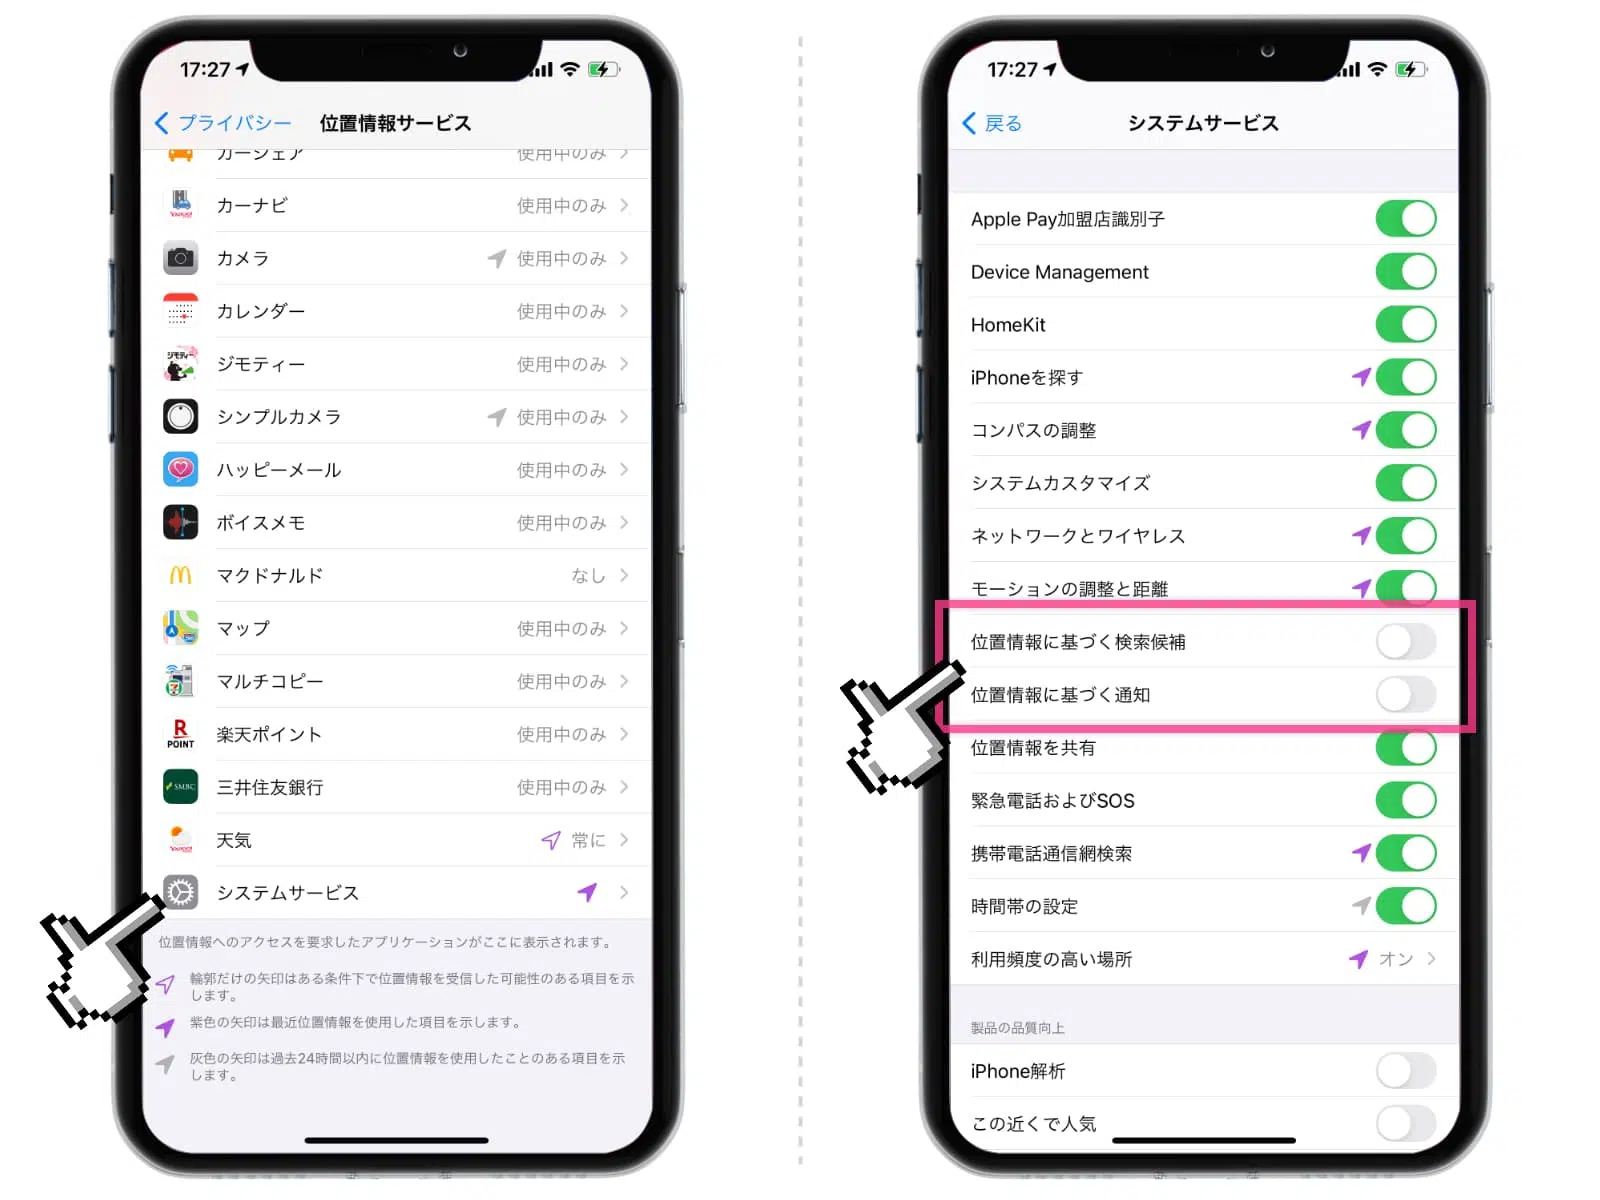 17:27
プライバシー 位置情報サービス
カーシェア 使用中のみ
カーナビ 使用中のみ
カメラ 使用中のみ
カレンダー 使用中のみ
ジモティー
ジモティー 使用中のみ
シンプルカメラ 使用中のみ
ハッピーメール 使用中のみ
ボイスメモ 使用中のみ
マクドナルド なし
マップ 使用中のみ
マルチコピー 使用中のみ
R POINT
楽天ポイント 使用中のみ
SMBC
三井住友銀行 使用中のみ
天気 常に
システムサービス
位置情報へのアクセスを要求したアプリケーションがここに表示されます。
輪郭だけの矢印はある条件下で位置情報を受信した可能性のある項目を示
します。
紫色の矢印は最近位置情報を使用した項目を示します。
灰色の矢印は過去24時間以内に位置情報を使用したことのある項目を示
します。
17:27
戻る システムサービス
Apple Pay加盟店識別子
Device Management
HomeKit
iPhoneを探す
コンパスの調整
システムカスタマイズ
ネットワークとワイヤレス
モーションの調整と距離
位置情報に基づく検索候補
位置情報に基づく通知
位置情報を共有
緊急電話およびSOS
携帯電話通信網検索
時間帯の設定
利用頻度の高い場所 オン
製品の品質向上
iPhone解析
この近くで人気